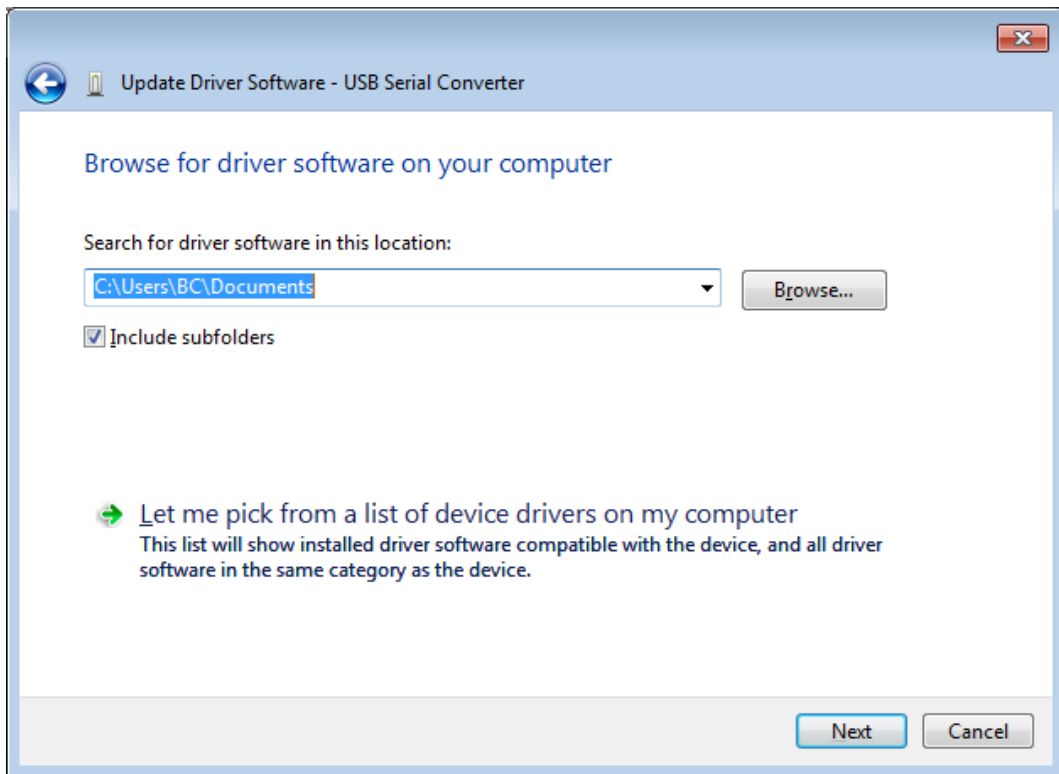 Update Driver Software - USB Serial Converter
Browse for driver software on your computer
Search for driver software in this location:
C:\Users\BC\Documents
Browse...
Include subfolders
Let me pick from a list of device drivers on my computer
This list will show installed driver software compatible with the device, and all driver
software in the same category as the device.
Next
Cancel